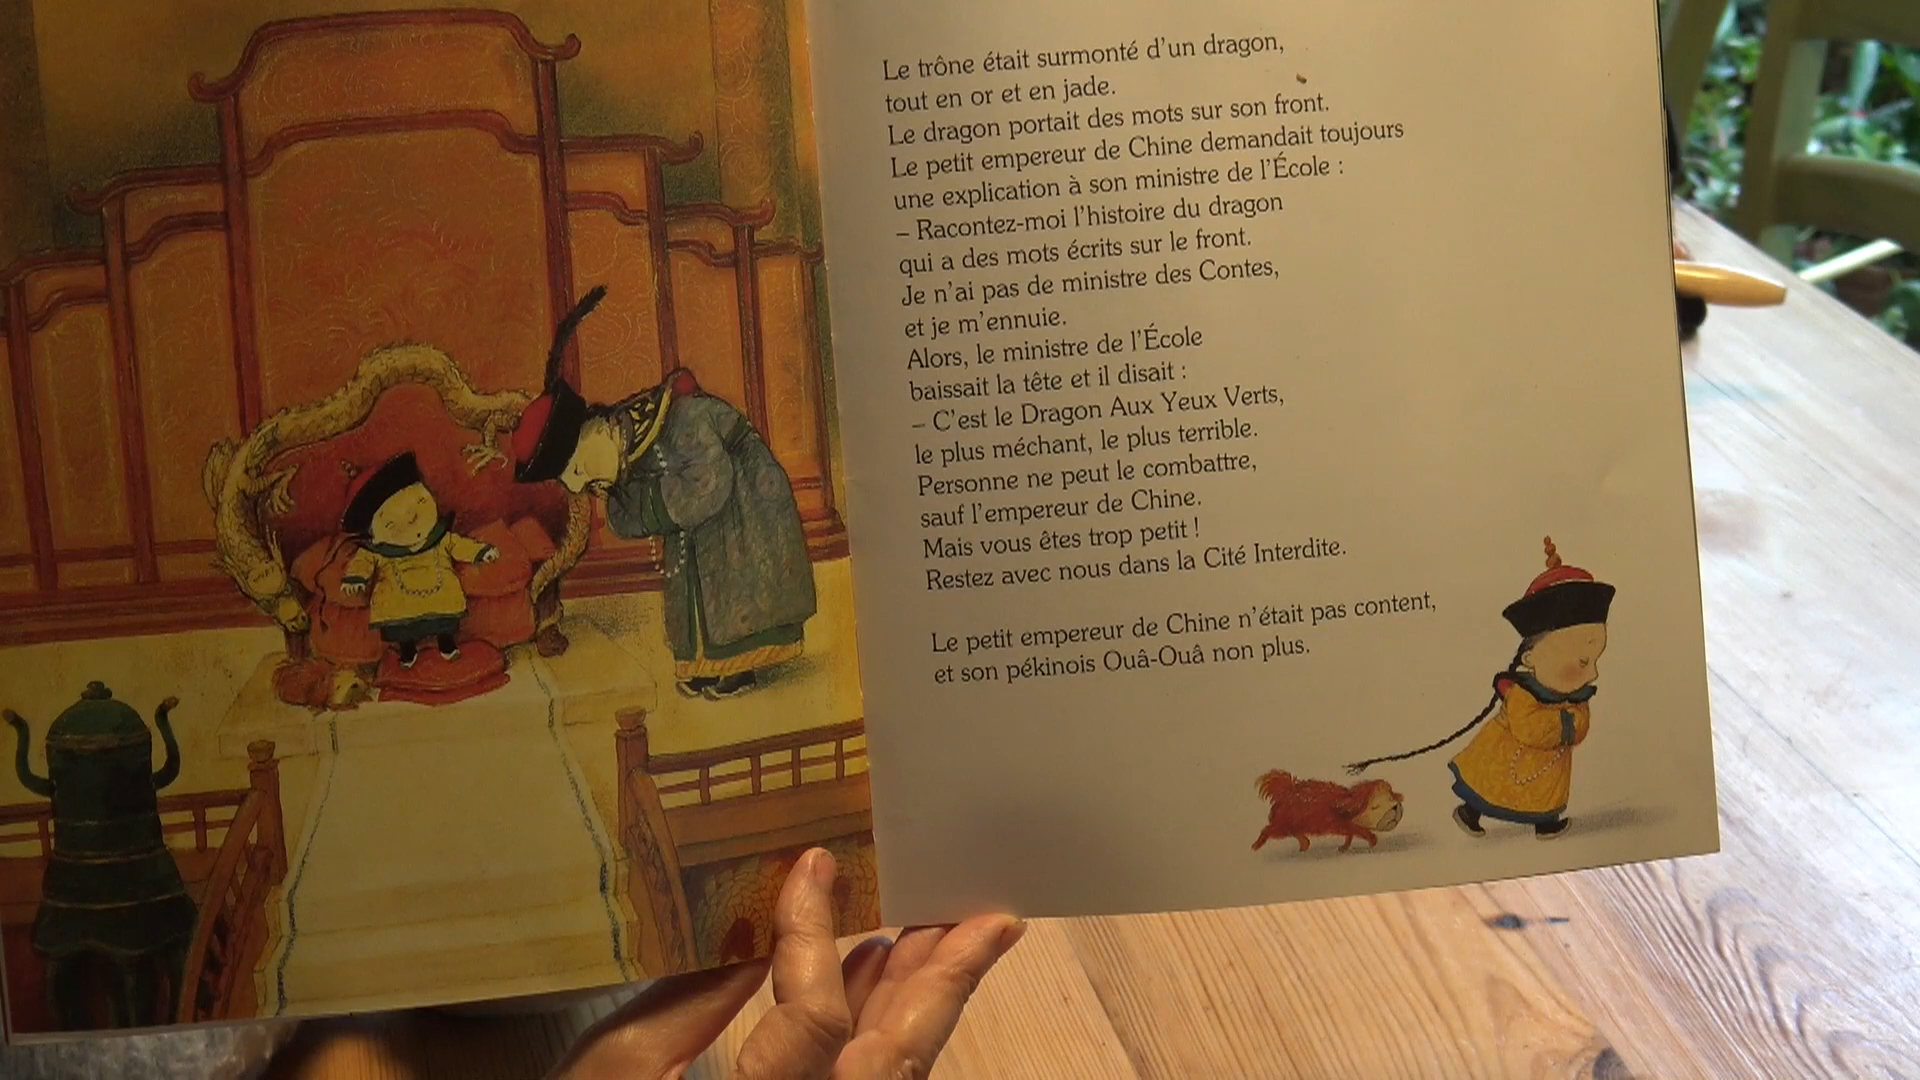 Le trône était surmonté d'un dragon,
tout en or et en jade.
Le dragon portait des mots sur son front.
Le petit empereur de Chine demandait toujours
une explication à son ministre de l'École :
– Racontez-moi l'histoire du dragon
qui a des mots écrits sur le front.
Je n'ai pas de ministre des Contes,
et je m'ennuie.
Alors, le ministre de l'École
baissait la tête et il disait :
– C'est le Dragon Aux Yeux Verts,
le plus méchant, le plus terrible.
Personne ne peut le combattre,
sauf l'empereur de Chine.
Mais vous êtes trop petit !
Restez avec nous dans la Cité Interdite.
Le petit empereur de Chine n'était pas content,
et son pékinois Ouâ-Ouâ non plus.